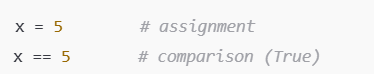 x = 5        # assignment
x == 5       # comparison (True)